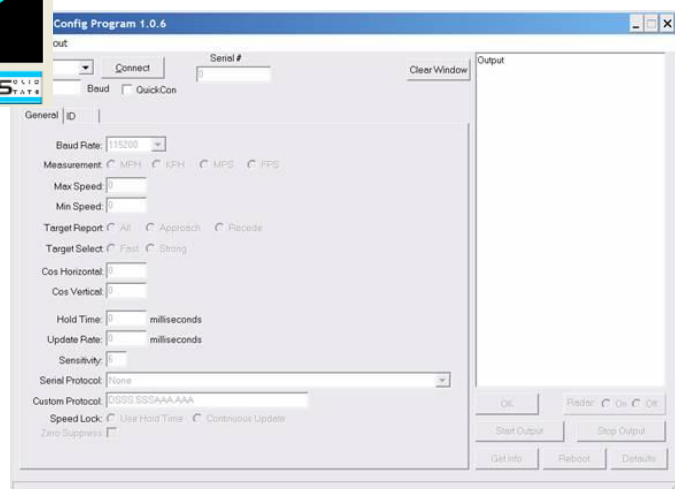 Config Program 1.0.6
out
Serial #
Connect
0
Clear Window
Baud QuickCon
SOLID
STATE
General ID
Baud Rate: 115200
Measurement: MPH KPH MPS FPS
Max Speed: 0
Min Speed: 0
Target Report: All Approach Recede
Target Select: Fast Strong
Cos Horizontal: 0
Cos Vertical: 0
Hold Time: 0 milliseconds
Update Rate: 0 milliseconds
Sensitivity: 6
Serial Protocol: None
Custom Protocol: DSSS.SSSAAA.AAA
Speed Lock: Use Hold Time Continuous Update
Zero Suppress
Output
OK Radar: On Off
Start Output Stop Output
Get Info Reboot Defaults